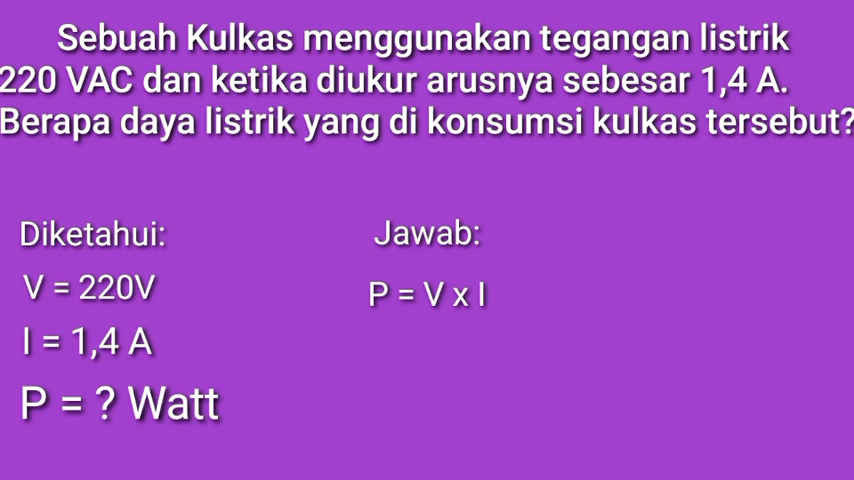 Sebuah Kulkas menggunakan tegangan listrik
220 VAC dan ketika diukur arusnya sebesar 1,4 A.
Berapa daya listrik yang di konsumsi kulkas tersebut?
Diketahui:
V = 220V
I = 1,4 A
P = ? Watt
Jawab:
P = V x I